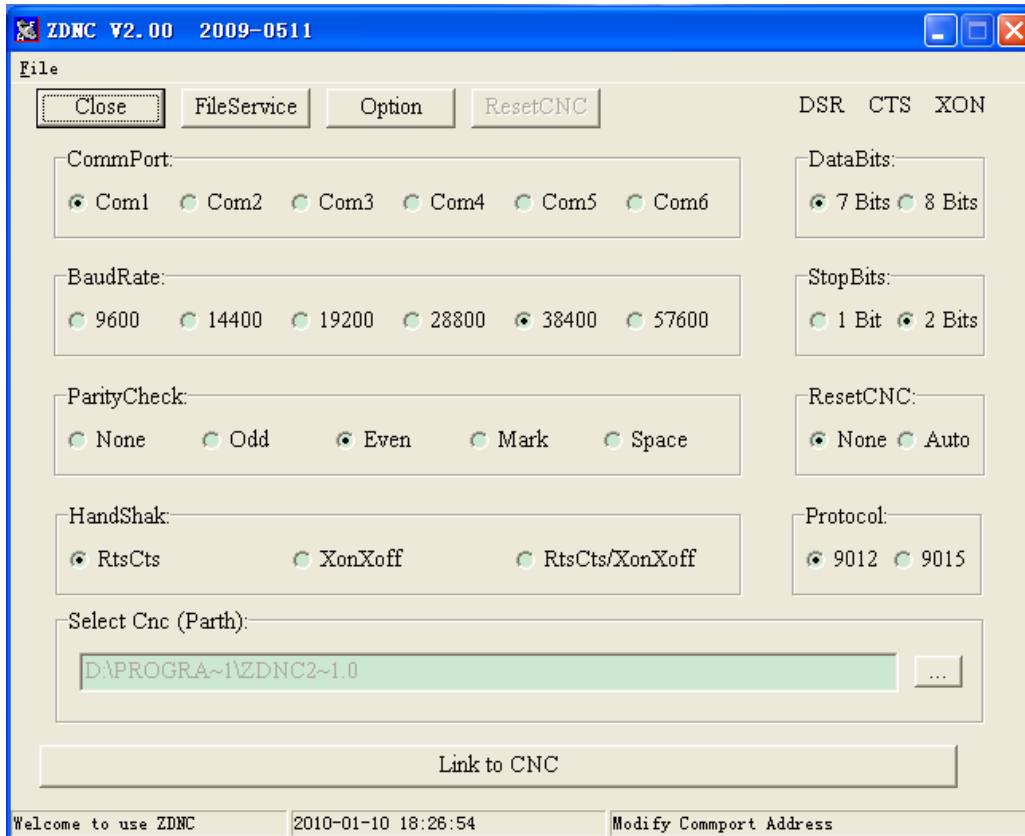 ZDNC V2.00 2009-0511
File
Close FileService Option ResetCNC DSR CTS XON
CommPort: DataBits:
Com1 Com2 Com3 Com4 Com5 Com6 7 Bits 8 Bits
BaudRate: StopBits:
9600 14400 19200 28800 38400 57600 1 Bit 2 Bits
ParityCheck: ResetCNC:
None Odd Even Mark Space None Auto
HandShak: Protocol:
RtsCts XonXoff RtsCts/XonXoff 9012 9015
Select Cnc (Parth):
D:\PROGRA~1\ZDNC2~1.0 ...
Link to CNC
Welcome to use ZDNC 2010-01-10 18:26:54 Modify Commport Address